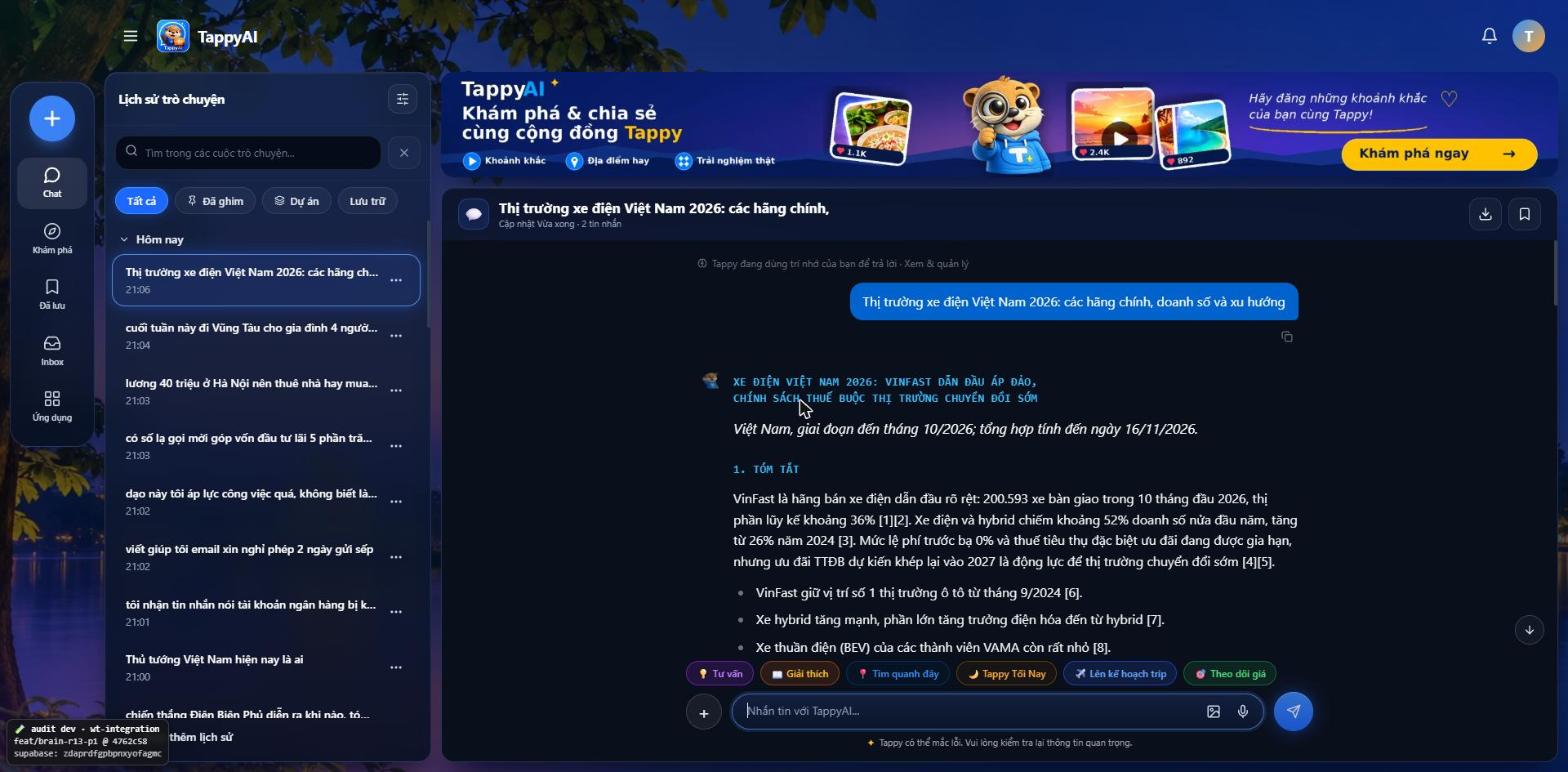 TappyAI
T
Chat
Khám phá
Đã lưu
Inbox
Ứng dụng
Lịch sử trò chuyện
Tìm trong các cuộc trò chuyện...
Tất cả
Đã ghim
Dự án
Lưu trữ
Hôm nay
Thị trường xe điện Việt Nam 2026: các hãng ch...
21:06
cuối tuần này đi Vũng Tàu cho gia đình 4 ngườ...
21:04
lương 40 triệu ở Hà Nội nên thuê nhà hay mua...
21:03
có số lạ gọi mời góp vốn đầu tư lãi 5 phần tră...
21:03
dạo này tôi áp lực công việc quá, không biết là...
21:02
viết giúp tôi email xin nghỉ phép 2 ngày gửi sếp
21:02
tôi nhận tin nhắn nói tài khoản ngân hàng bị k...
21:01
Thủ tướng Việt Nam hiện nay là ai
21:00
chiến thắng Điện Biên Phủ diễn ra khi nào, tó...
thêm lịch sử
audit dev · wt-integration
feat/brain-r13-p1 @ 4762c58
supabase: zdaprdfgpbpnxyofagmc
TappyAI
Khám phá & chia sẻ
cùng cộng đồng Tappy
Khoảnh khắc
Địa điểm hay
Trải nghiệm thật
1.1K
T
2.4K
892
Hãy đăng những khoảnh khắc
của bạn cùng Tappy!
Khám phá ngay →
Thị trường xe điện Việt Nam 2026: các hãng chính,
Cập nhật Vừa xong · 2 tin nhắn
Tappy đang dùng trí nhớ của bạn để trả lời · Xem & quản lý
Thị trường xe điện Việt Nam 2026: các hãng chính, doanh số và xu hướng
XE ĐIỆN VIỆT NAM 2026: VINFAST DẪN ĐẦU ÁP ĐẢO,
CHÍNH SÁCH THUẾ BUỘC THỊ TRƯỜNG CHUYỂN ĐỔI SỚM
Việt Nam, giai đoạn đến tháng 10/2026; tổng hợp tính đến ngày 16/11/2026.
1. TÓM TẮT
VinFast là hãng bán xe điện dẫn đầu rõ rệt: 200.593 xe bàn giao trong 10 tháng đầu 2026, thị
phần lũy kế khoảng 36% [1][2]. Xe điện và hybrid chiếm khoảng 52% doanh số nửa đầu năm, tăng
từ 26% năm 2024 [3]. Mức lệ phí trước bạ 0% và thuế tiêu thụ đặc biệt ưu đãi đang được gia hạn,
nhưng ưu đãi TTĐB dự kiến khép lại vào 2027 là động lực để thị trường chuyển đổi sớm [4][5].
• VinFast giữ vị trí số 1 thị trường ô tô từ tháng 9/2024 [6].
• Xe hybrid tăng mạnh, phần lớn tăng trưởng điện hóa đến từ hybrid [7].
• Xe thuần điện (BEV) của các thành viên VAMA còn rất nhỏ [8].
Tư vấn
Giải thích
Tìm quanh đây
Tappy Tối Nay
Lên kế hoạch trip
Theo dõi giá
Nhắn tin với TappyAI...
Tappy có thể mắc lỗi. Vui lòng kiểm tra lại thông tin quan trọng.